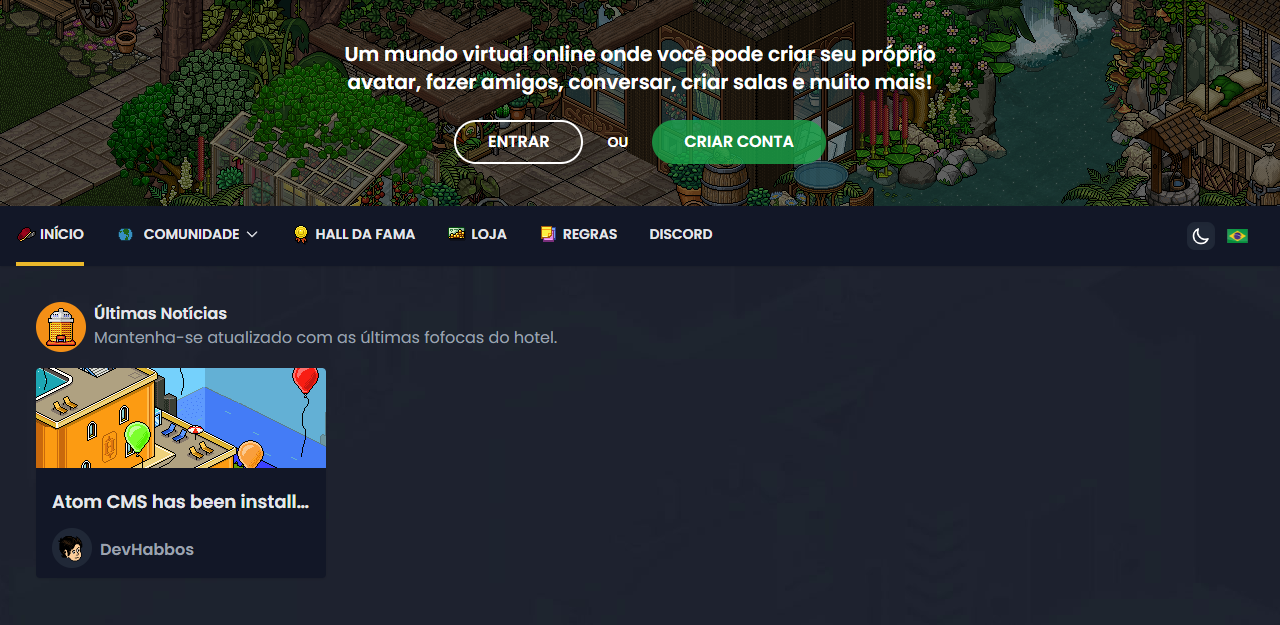 Um mundo virtual online onde você pode criar seu próprio
avatar, fazer amigos, conversar, criar salas e muito mais!
ENTRAR OU CRIAR CONTA
INÍCIO COMUNIDADE HALL DA FAMA LOJA REGRAS DISCORD
Últimas Notícias
Mantenha-se atualizado com as últimas fofocas do hotel.
Atom CMS has been install...
DevHabbos